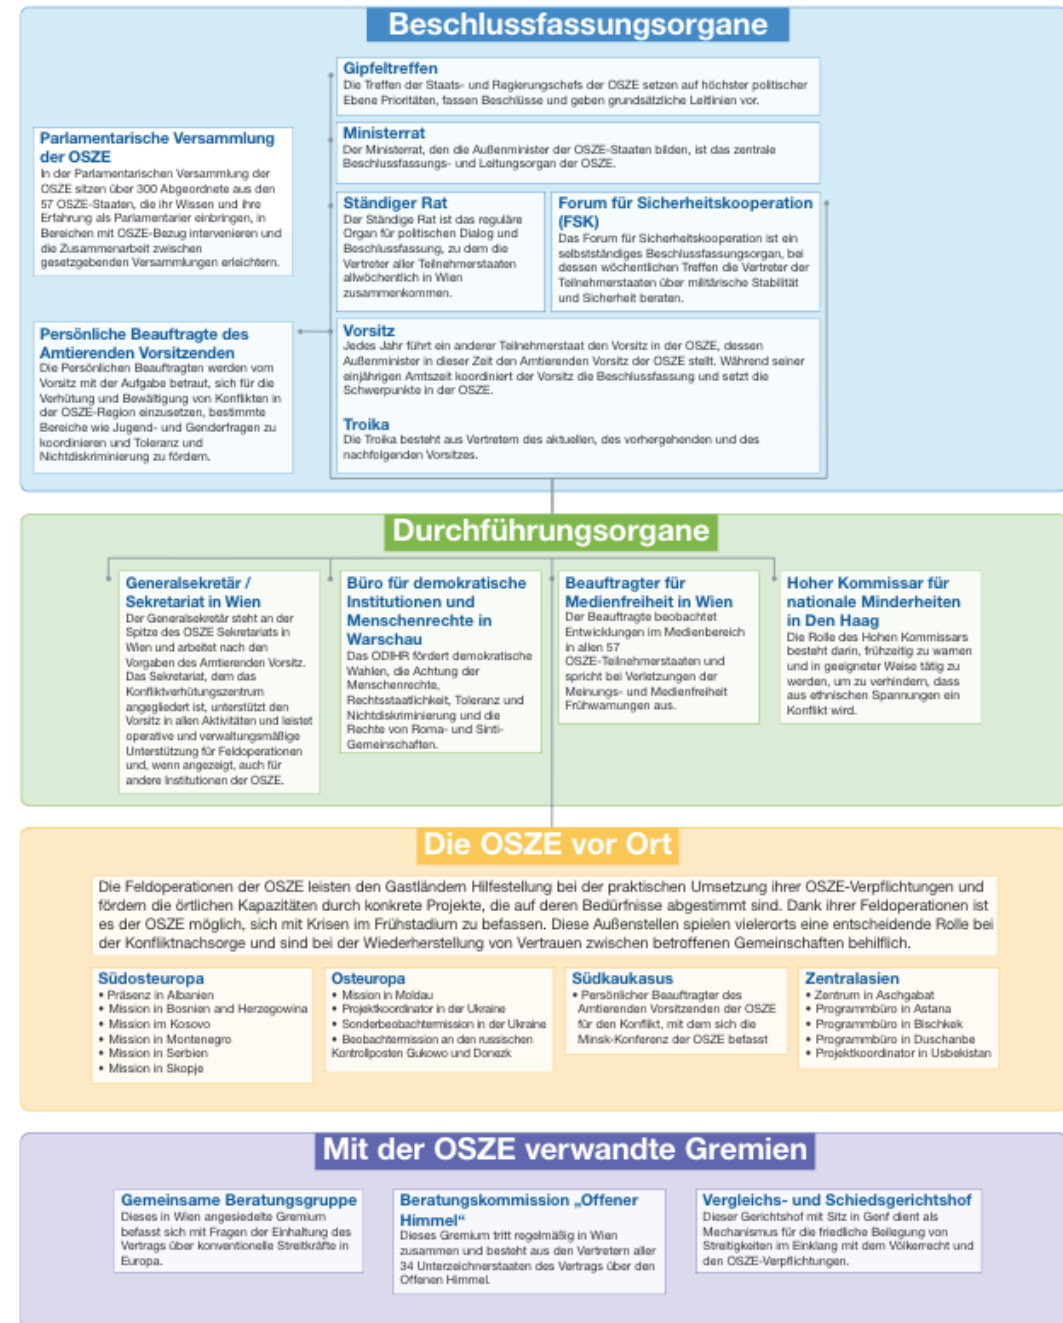 Beschlussfassungsorgane
Gipfeltreffen
Die Treffen der Staats- und Regierungschefs der OSZE setzen auf höchster politischer
Ebene Prioritäten, fassen Beschlüsse und geben grundsätzliche Leitlinien vor.
Ministerrat
Der Ministerrat, den die Außenminister der OSZE-Staaten bilden, ist das zentrale
Beschlussfassungs- und Leitungsorgan der OSZE.
Parlamentarische Versammlung
der OSZE
In der Parlamentarischen Versammlung der
OSZE sitzen über 300 Abgeordnete aus den
57 OSZE-Staaten, die ihr Wissen und ihre
Erfahrung als Parlamentarier einbringen, in
Bereichen mit OSZE-Bezug intervenieren und
die Zusammenarbeit zwischen
gesetzgebenden Versammlungen erleichtern.
Ständiger Rat
Der Ständige Rat ist das reguläre
Organ für politischen Dialog und
Beschlussfassung, zu dem die
Vertreter aller Teilnehmerstaaten
allwöchentlich in Wien
zusammenkommen.
Forum für Sicherheitskooperation
(FSK)
Das Forum für Sicherheitskooperation ist ein
selbstständiges Beschlussfassungsorgan, bei
dessen wöchentlichen Treffen die Vertreter der
Teilnehmerstaaten über militärische Stabilität
und Sicherheit beraten.
Persönliche Beauftragte des
Amtierenden Vorsitzenden
Die Persönlichen Beauftragten werden vom
Vorsitz mit der Aufgabe betraut, sich für die
Verhütung und Bewältigung von Konflikten in
der OSZE-Region einzusetzen, bestimmte
Bereiche wie Jugend- und Genderfragen zu
koordinieren und Toleranz und
Nichtdiskriminierung zu fördern.
Vorsitz
Jedes Jahr führt ein anderer Teilnehmerstaat den Vorsitz in der OSZE, dessen
Außenminister in dieser Zeit den Amtierenden Vorsitz der OSZE stellt. Während seiner
einjährigen Amtszeit koordiniert der Vorsitz die Beschlussfassung und setzt die
Schwerpunkte in der OSZE.
Troika
Die Troika besteht aus Vertretern des aktuellen, des vorhergehenden und des
nachfolgenden Vorsitzes.
Durchführungsorgane
Generalsekretär /
Sekretariat in Wien
Der Generalsekretär steht an der
Spitze des OSZE Sekretariats in
Wien und arbeitet nach den
Vorgaben des Amtierenden Vorsitz.
Das Sekretariat, dem das
Konfliktverhütungszentrum
angegliedert ist, unterstützt den
Vorsitz in allen Aktivitäten und leistet
operative und verwaltungsmäßige
Unterstützung für Feldoperationen
und, wenn angezeigt, auch für
andere Institutionen der OSZE.
Büro für demokratische
Institutionen und
Menschenrechte in
Warschau
Das ODIHR fördert demokratische
Wahlen, die Achtung der
Menschenrechte,
Rechtsstaatlichkeit, Toleranz und
Nichtdiskriminierung und die
Rechte von Roma- und Sinti-
Gemeinschaften.
Beauftragter für
Medienfreiheit in Wien
Der Beauftragte beobachtet
Entwicklungen im Medienbereich
in allen 57
OSZE-Teilnehmerstaaten und
spricht bei Verletzungen der
Meinungs- und Medienfreiheit
Frühwarnungen aus.
Hoher Kommissar für
nationale Minderheiten
in Den Haag
Die Rolle des Hohen Kommissars
besteht darin, frühzeitig zu warnen
und in geeigneter Weise tätig zu
werden, um zu verhindern, dass
aus ethnischen Spannungen ein
Konflikt wird.
Die OSZE vor Ort
Die Feldoperationen der OSZE leisten den Gastländern Hilfestellung bei der praktischen Umsetzung ihrer OSZE-Verpflichtungen und
fördern die örtlichen Kapazitäten durch konkrete Projekte, die auf deren Bedürfnisse abgestimmt sind. Dank ihrer Feldoperationen ist
es der OSZE möglich, sich mit Krisen im Frühstadium zu befassen. Diese Außenstellen spielen vielerorts eine entscheidende Rolle bei
der Konfliktnachsorge und sind bei der Wiederherstellung von Vertrauen zwischen betroffenen Gemeinschaften behilflich.
Südosteuropa
• Präsenz in Albanien
• Mission in Bosnien and Herzegowina
• Mission im Kosovo
• Mission in Montenegro
• Mission in Serbien
• Mission in Skopje
Osteuropa
• Mission in Moldau
• Projektkoordinator in der Ukraine
• Sonderbeobachtermission in der Ukraine
• Beobachtermission an den russischen
Kontrollposten Gukowo und Donezk
Südkaukasus
• Persönlicher Beauftragter des
Amtierenden Vorsitzenden der OSZE
für den Konflikt, mit dem sich die
Minsk-Konferenz der OSZE befasst
Zentralasien
• Zentrum in Aschgabat
• Programmbüro in Astana
• Programmbüro in Bischkek
• Programmbüro in Duschanbe
• Projektkoordinator in Usbekistan
Mit der OSZE verwandte Gremien
Gemeinsame Beratungsgruppe
Dieses in Wien angesiedelte Gremium
befasst sich mit Fragen der Einhaltung des
Vertrags über konventionelle Streitkräfte in
Europa.
Beratungskommission „Offener
Himmel“
Dieses Gremium tritt regelmäßig in Wien
zusammen und besteht aus den Vertretern aller
34 Unterzeichnerstaaten des Vertrags über den
Offenen Himmel.
Vergleichs- und Schiedsgerichtshof
Dieser Gerichtshof mit Sitz in Genf dient als
Mechanismus für die friedliche Beilegung von
Streitigkeiten im Einklang mit dem Völkerrecht und
den OSZE-Verpflichtungen.